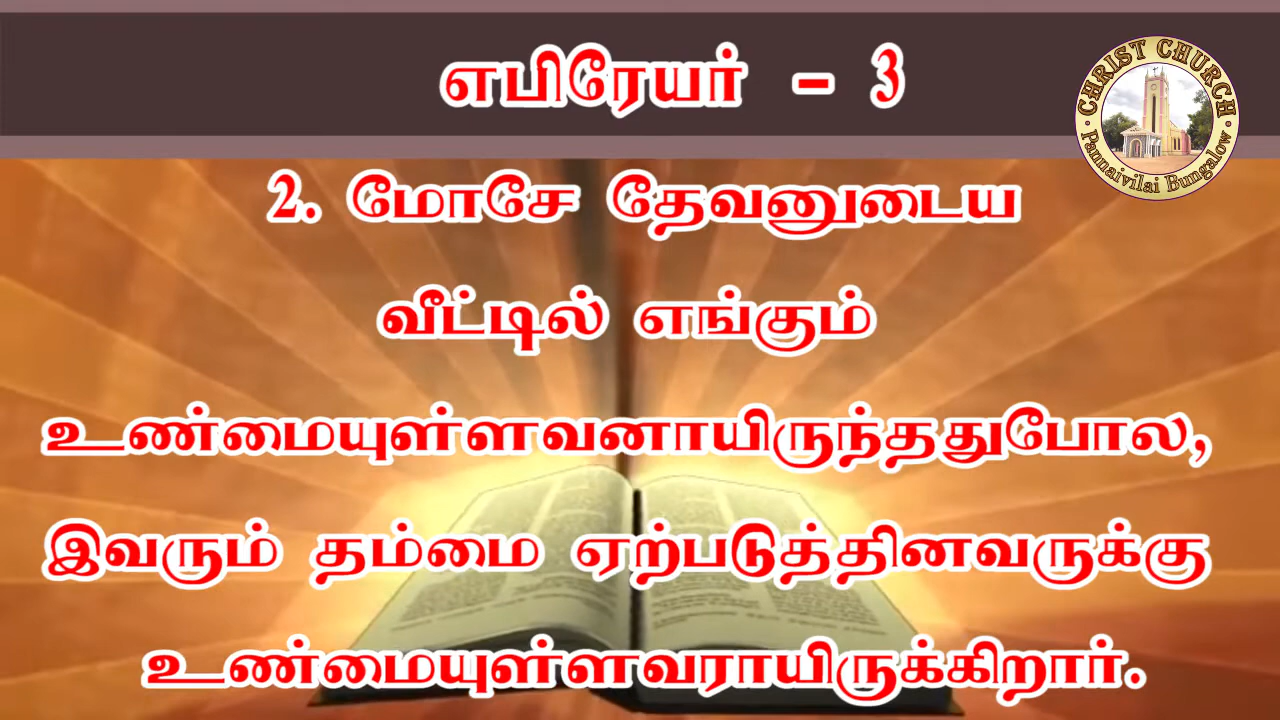 எபிரேயர் - 3
CHRIST CHURCH
Pannaivilai Bungalow
2. மோசே தேவனுடைய
வீட்டில் எங்கும்
உண்மையுள்ளவனாயிருந்ததுபோல,
இவரும் தம்மை ஏற்படுத்தினவருக்கு
உண்மையுள்ளவராயிருக்கிறார்.